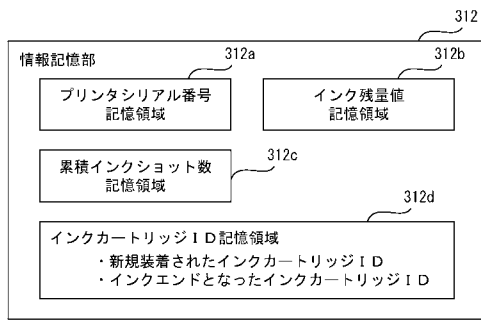 312
情報記憶部
312a
312b
プリンタシリアル番号
記憶領域
インク残量値
記憶領域
累積インクショット数
記憶領域
312c
312d
インクカートリッジID記憶領域
・新規装着されたインクカートリッジID
・インクエンドとなったインクカートリッジID